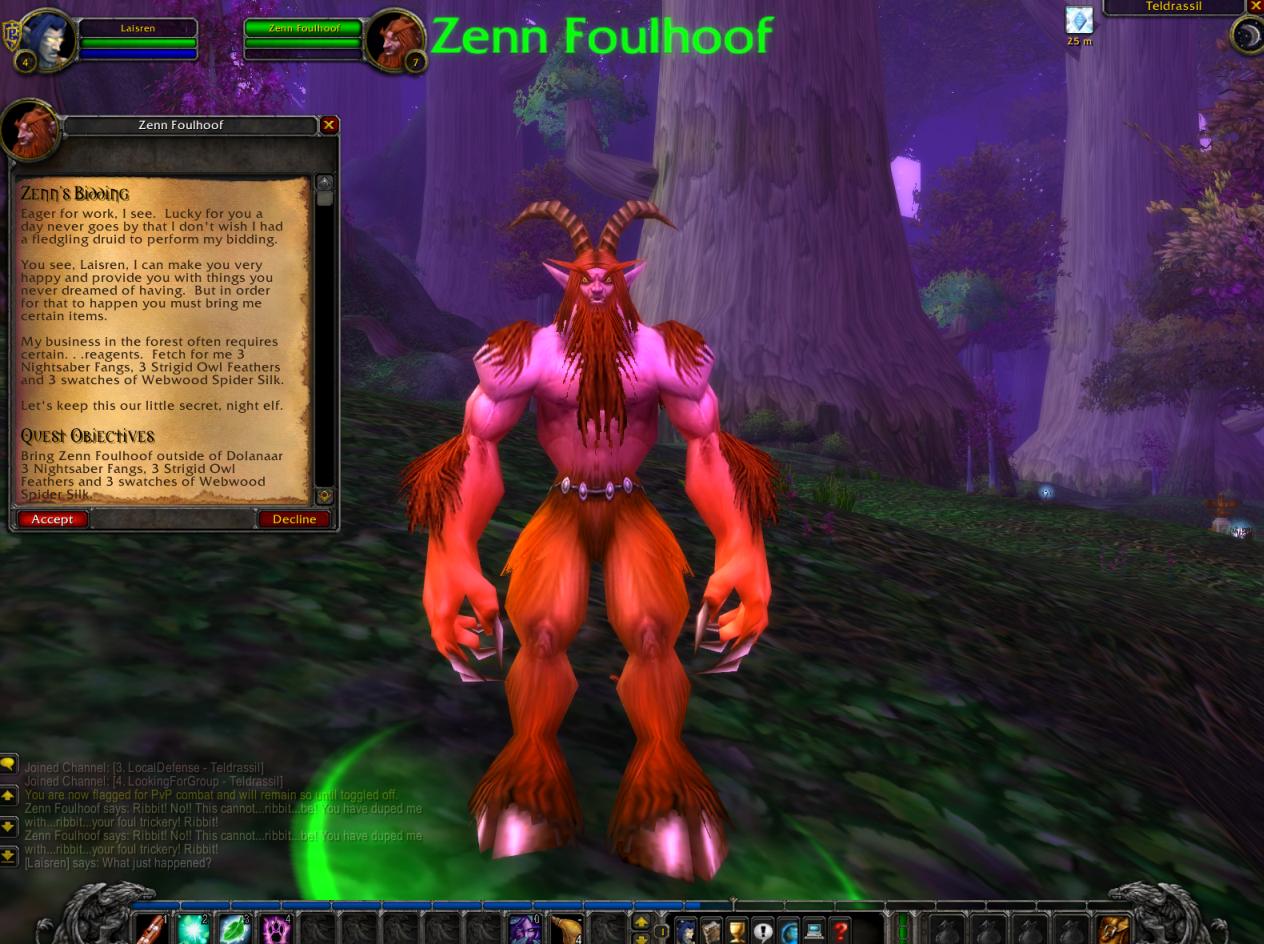 Laisren
4
Zenn Foulhoof
7
Zenn Foulhoof
25 m
Teldrassil
Zenn Foulhoof
Zenn's Bidding
Eager for work, I see. Lucky for you a
day never goes by that I don't wish I had
a fledgling druid to perform my bidding.
You see, Laisren, I can make you very
happy and provide you with things you
never dreamed of having. But in order
for that to happen you must bring me
certain items.
My business in the forest often requires
certain. . .reagents. Fetch for me 3
Nightsaber Fangs, 3 Strigid Owl Feathers
and 3 swatches of Webwood Spider Silk.
Let's keep this our little secret, night elf.
Quest Objectives
Bring Zenn Foulhoof outside of Dolanaar
3 Nightsaber Fangs, 3 Strigid Owl
Feathers and 3 swatches of Webwood
Spider Silk.
Accept
Decline
Joined Channel: [3. LocalDefense - Teldrassil]
Joined Channel: [4. LookingForGroup - Teldrassil]
You are now flagged for PvP combat and will remain so until toggled off.
Zenn Foulhoof says: Ribbit! No!! This cannot...ribbit...be! You have duped me
with...ribbit...your foul trickery! Ribbit!
Zenn Foulhoof says: Ribbit! No!! This cannot...ribbit...be! You have duped me
with...ribbit...your foul trickery! Ribbit!
[Laisren] says: What just happened?
1 2 3 4 0 - 4 1